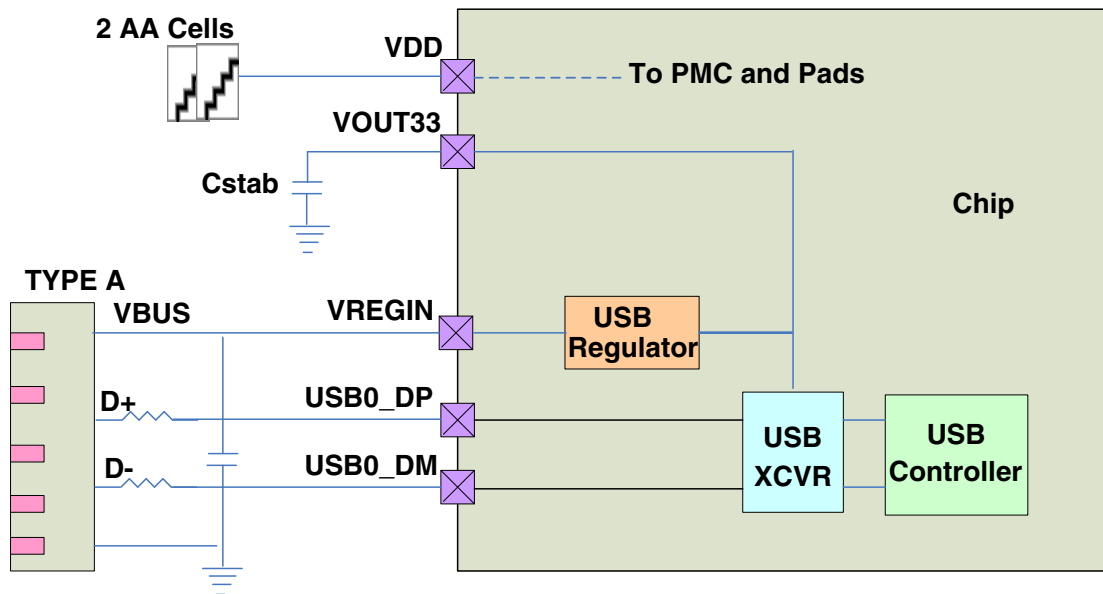 2 AA Cells
VDD
To PMC and Pads
VOUT33
Cstab
Chip
TYPE A
VBUS
VREGIN
USB
Regulator
D+
USB0_DP
D-
USB0_DM
USB
XCVR
USB
Controller